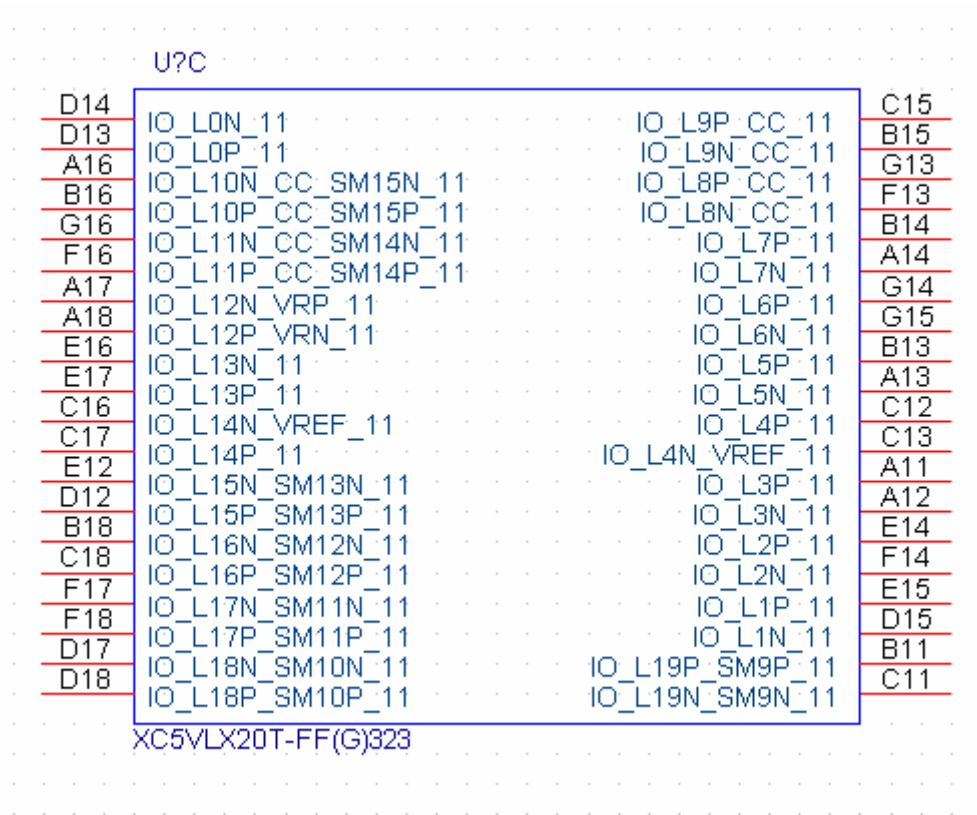 U?C
D14 IO_L0N_11 IO_L9P_CC_11 C15
D13 IO_L0P_11 IO_L9N_CC_11 B15
A16 IO_L10N_CC_SM15N_11 IO_L8P_CC_11 G13
B16 IO_L10P_CC_SM15P_11 IO_L8N_CC_11 F13
G16 IO_L11N_CC_SM14N_11 IO_L7P_11 B14
F16 IO_L11P_CC_SM14P_11 IO_L7N_11 A14
A17 IO_L12N_VRP_11 IO_L6P_11 G14
A18 IO_L12P_VRN_11 IO_L6N_11 G15
E16 IO_L13N_11 IO_L5P_11 B13
E17 IO_L13P_11 IO_L5N_11 A13
C16 IO_L14N_VREF_11 IO_L4P_11 C12
C17 IO_L14P_11 IO_L4N_VREF_11 C13
E12 IO_L15N_SM13N_11 IO_L3P_11 A11
D12 IO_L15P_SM13P_11 IO_L3N_11 A12
B18 IO_L16N_SM12N_11 IO_L2P_11 E14
C18 IO_L16P_SM12P_11 IO_L2N_11 F14
F17 IO_L17N_SM11N_11 IO_L1P_11 E15
F18 IO_L17P_SM11P_11 IO_L1N_11 D15
D17 IO_L18N_SM10N_11 IO_L19P_SM9P_11 B11
D18 IO_L18P_SM10P_11 IO_L19N_SM9N_11 C11
XC5VLX20T-FF(G)323